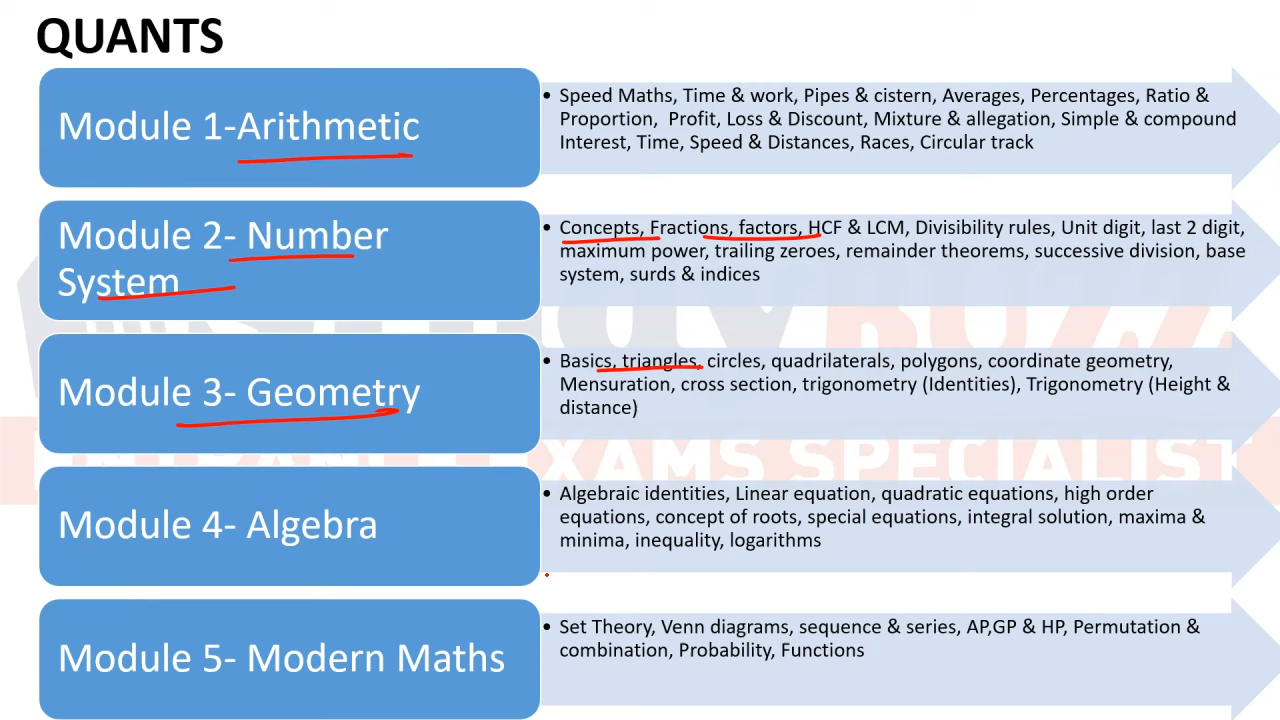 QUANTS
Module 1-Arithmetic
• Speed Maths, Time & work, Pipes & cistern, Averages, Percentages, Ratio &
Proportion, Profit, Loss & Discount, Mixture & allegation, Simple & compound
Interest, Time, Speed & Distances, Races, Circular track
Module 2- Number
System
• Concepts, Fractions, factors, HCF & LCM, Divisibility rules, Unit digit, last 2 digit,
maximum power, trailing zeroes, remainder theorems, successive division, base
system, surds & indices
Module 3- Geometry
• Basics, triangles, circles, quadrilaterals, polygons, coordinate geometry,
Mensuration, cross section, trigonometry (Identities), Trigonometry (Height &
distance)
Module 4- Algebra
• Algebraic identities, Linear equation, quadratic equations, high order
equations, concept of roots, special equations, integral solution, maxima &
minima, inequality, logarithms
Module 5- Modern Maths
• Set Theory, Venn diagrams, sequence & series, AP,GP & HP, Permutation &
combination, Probability, Functions
EXAMS SPECIALIST